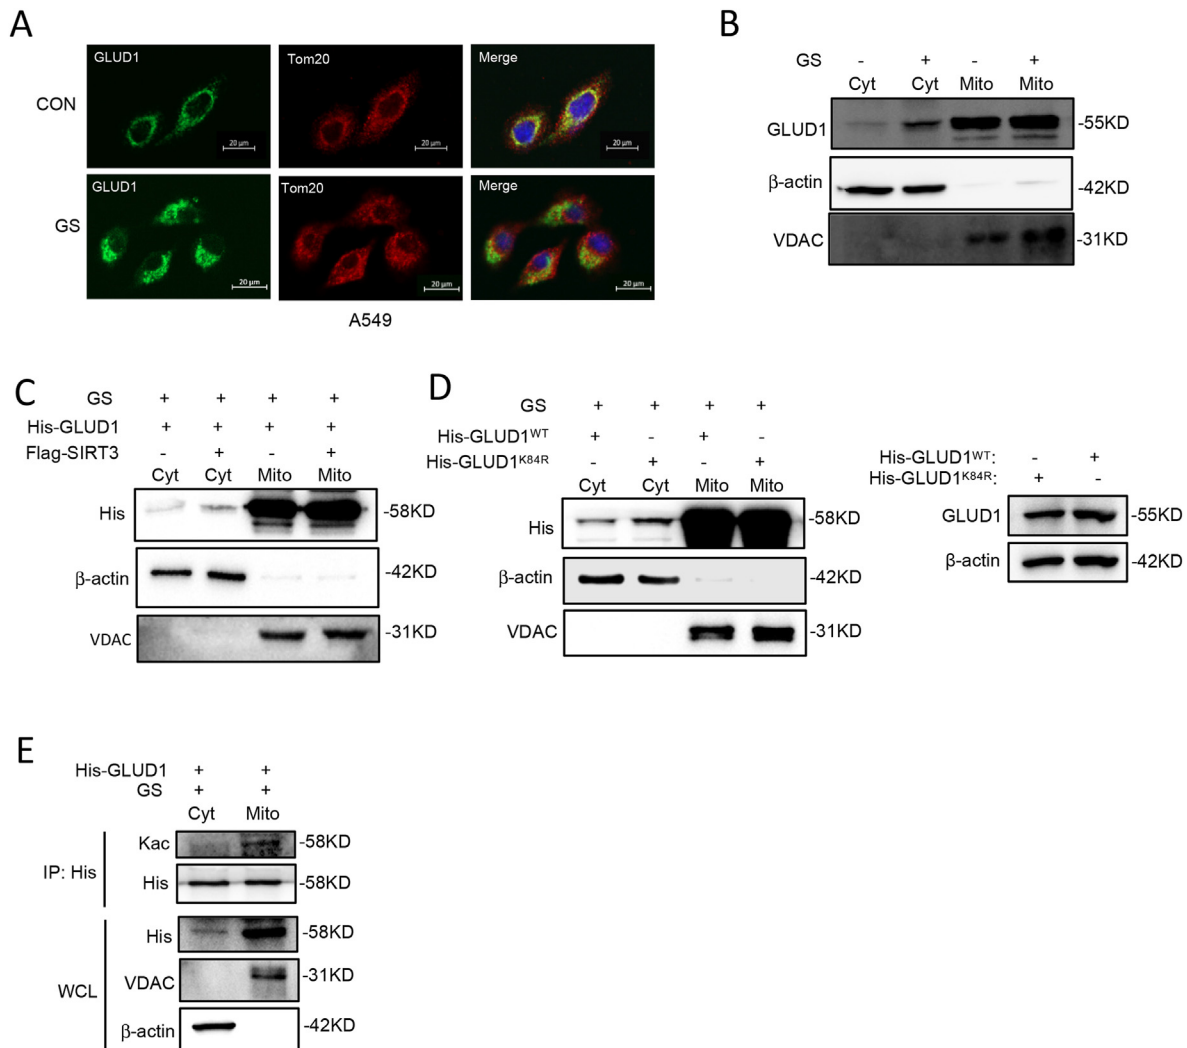 A
GLUD1 Tom20 Merge
CON
20 µm 20 µm 20 µm
GLUD1 Tom20 Merge
GS
20 µm 20 µm 20 µm
A549
B
GS - + - +
Cyt Cyt Mito Mito
GLUD1 -55KD
β-actin -42KD
VDAC -31KD
C
GS + + + +
His-GLUD1 + + + +
Flag-SIRT3 - + - +
Cyt Cyt Mito Mito
His -58KD
β-actin -42KD
VDAC -31KD
D
GS + + + +
His-GLUD1ᵂᵀ + - + -
His-GLUD1ᴷ⁸⁴ᴿ - + - +
Cyt Cyt Mito Mito
His -58KD
β-actin -42KD
VDAC -31KD
His-GLUD1ᵂᵀ: - +
His-GLUD1ᴷ⁸⁴ᴿ: + -
GLUD1 -55KD
β-actin -42KD
E
His-GLUD1 + +
GS + +
Cyt Mito
IP: His
Kac -58KD
His -58KD
WCL
His -58KD
VDAC -31KD
β-actin -42KD